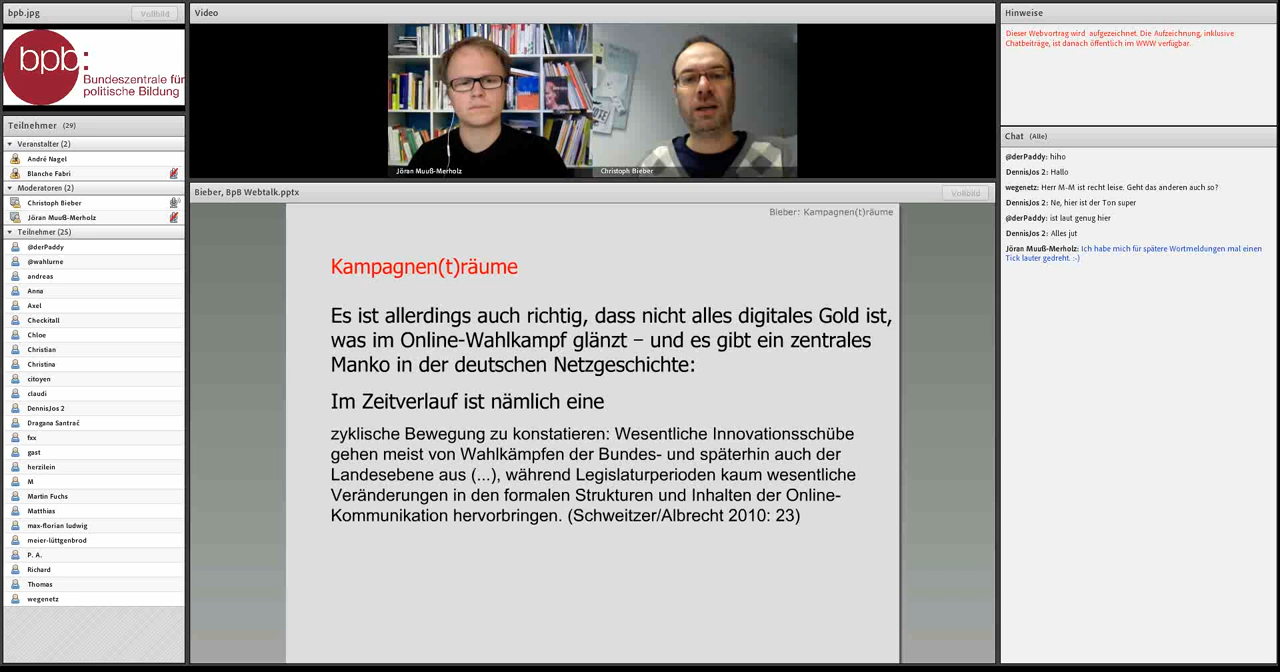 bpb.jpg
Vollbild
bpb:
Bundeszentrale für
politische Bildung
Teilnehmer (29)
Veranstalter (2)
André Nagel
Blanche Fabri
Moderatoren (2)
Christoph Bieber
Jöran Muuß-Merholz
Teilnehmer (25)
@derPaddy
@wahlurne
andreas
Anna
Axel
Checkitall
Chloe
Christian
Christina
citoyen
claudi
DennisJos 2
Dragana Santrač
fxx
gast
herzilein
M
Martin Fuchs
Matthias
max-florian ludwig
meier-lüttgenbrod
P. A.
Richard
Thomas
wegenetz
Video
Jöran Muuß-Merholz
Christoph Bieber
Bieber, BpB Webtalk.pptx
Vollbild
Bieber: Kampagnen(t)räume
Kampagnen(t)räume
Es ist allerdings auch richtig, dass nicht alles digitales Gold ist,
was im Online-Wahlkampf glänzt – und es gibt ein zentrales
Manko in der deutschen Netzgeschichte:
Im Zeitverlauf ist nämlich eine
zyklische Bewegung zu konstatieren: Wesentliche Innovationsschübe
gehen meist von Wahlkämpfen der Bundes- und späterhin auch der
Landesebene aus (...), während Legislaturperioden kaum wesentliche
Veränderungen in den formalen Strukturen und Inhalten der Online-
Kommunikation hervorbringen. (Schweitzer/Albrecht 2010: 23)
Hinweise
Dieser Webvortrag wird aufgezeichnet. Die Aufzeichnung, inklusive
Chatbeiträge, ist danach öffentlich im WWW verfügbar.
Chat (Alle)
@derPaddy: hiho
DennisJos 2: Hallo
wegenetz: Herr M-M ist recht leise. Geht das anderen auch so?
DennisJos 2: Ne, hier ist der Ton super
@derPaddy: ist laut genug hier
DennisJos 2: Alles jut
Jöran Muuß-Merholz: Ich habe mich für spätere Wortmeldungen mal einen
Tick lauter gedreht. :-)